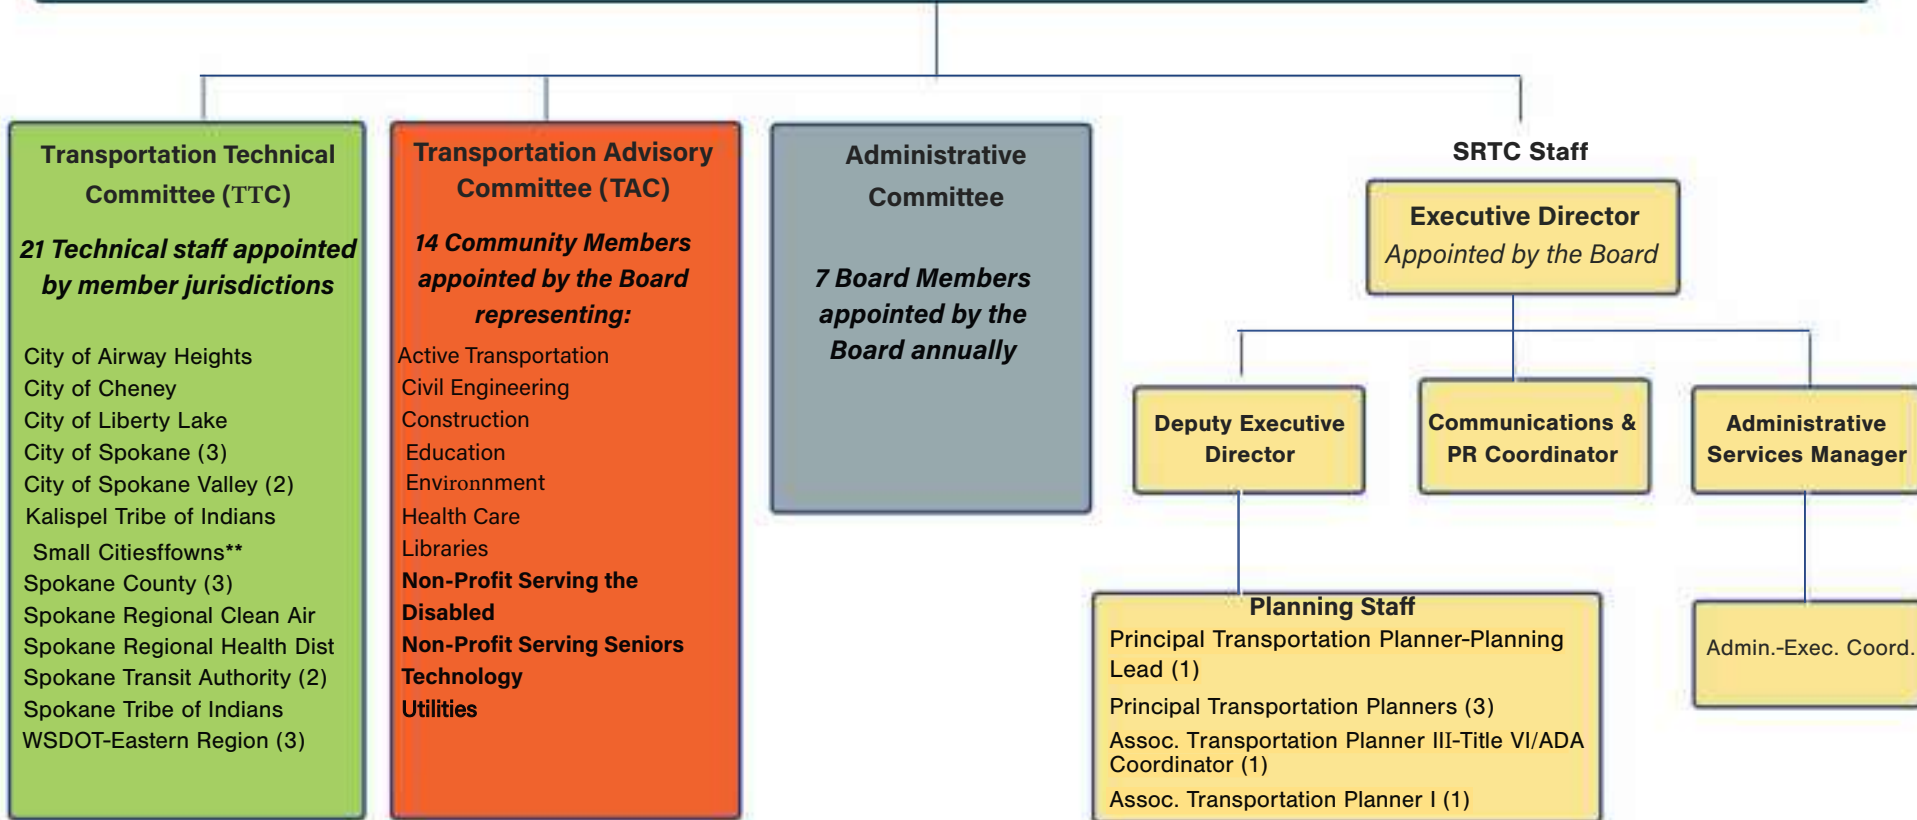 Transportation Technical
Committee (TTC)
21 Technical staff appointed
by member jurisdictions
City of Airway Heights
City of Cheney
City of Liberty Lake
City of Spokane (3)
City of Spokane Valley (2)
Kalispel Tribe of Indians
Small Citiesffowns**
Spokane County (3)
Spokane Regional Clean Air
Spokane Regional Health Dist
Spokane Transit Authority (2)
Spokane Tribe of Indians
WSDOT-Eastern Region (3)
Transportation Advisory
Committee (TAC)
14 Community Members
appointed by the Board
representing:
Active Transportation
Civil Engineering
Construction
Education
Environnment
Health Care
Libraries
Non-Profit Serving the
Disabled
Non-Profit Serving Seniors
Technology
Utilities
Administrative
Committee
7 Board Members
appointed by the
Board annually
SRTC Staff
Executive Director
Appointed by the Board
Deputy Executive
Director
Communications &
PR Coordinator
Administrative
Services Manager
Planning Staff
Principal Transportation Planner-Planning
Lead (1)
Principal Transportation Planners (3)
Assoc. Transportation Planner III-Title VI/ADA
Coordinator (1)
Assoc. Transportation Planner I (1)
Admin.-Exec. Coord.